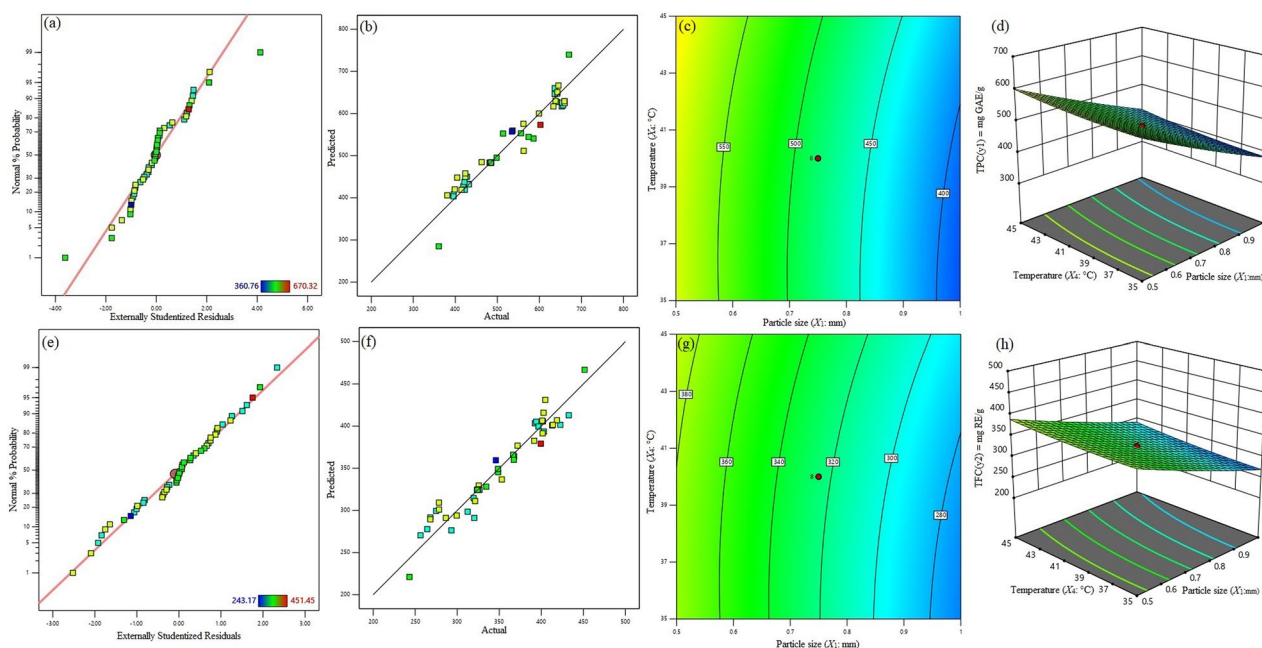 (a)
Normal % Probability
99
95
90
80
70
50
30
20
10
5
1
360.76 670.32
-4.00 -2.00 0.00 2.00 4.00 6.00
Externally Studentized Residuals
(b)
Predicted
800
700
600
500
400
300
200
200 300 400 500 600 700 800
Actual
(c)
Temperature (X4: °C)
45
43
41
39
37
35
550 500 450 400
8
0.5 0.6 0.7 0.8 0.9 1
Particle size (X1: mm)
(d)
TPC(y1) = mg GAE/g
700
600
500
400
300
45 43 41 39 37 35
Temperature (X4: °C)
0.5 0.6 0.7 0.8 0.9
Particle size (X1:mm)
(e)
Normal % Probability
99
95
90
80
70
50
30
20
10
5
1
243.17 451.45
-3.00 -2.00 -1.00 0.00 1.00 2.00 3.00
Externally Studentized Residuals
(f)
Predicted
500
450
400
350
300
250
200
200 250 300 350 400 450 500
Actual
(g)
Temperature (X4: °C)
45
43
41
39
37
35
380 360 340 320 300 280
8
0.5 0.6 0.7 0.8 0.9 1
Particle size (X1: mm)
(h)
TFC(y2) = mg RE/g
500
450
400
350
300
250
200
45 43 41 39 37 35
Temperature (X4: °C)
0.5 0.6 0.7 0.8 0.9
Particle size (X1:mm)